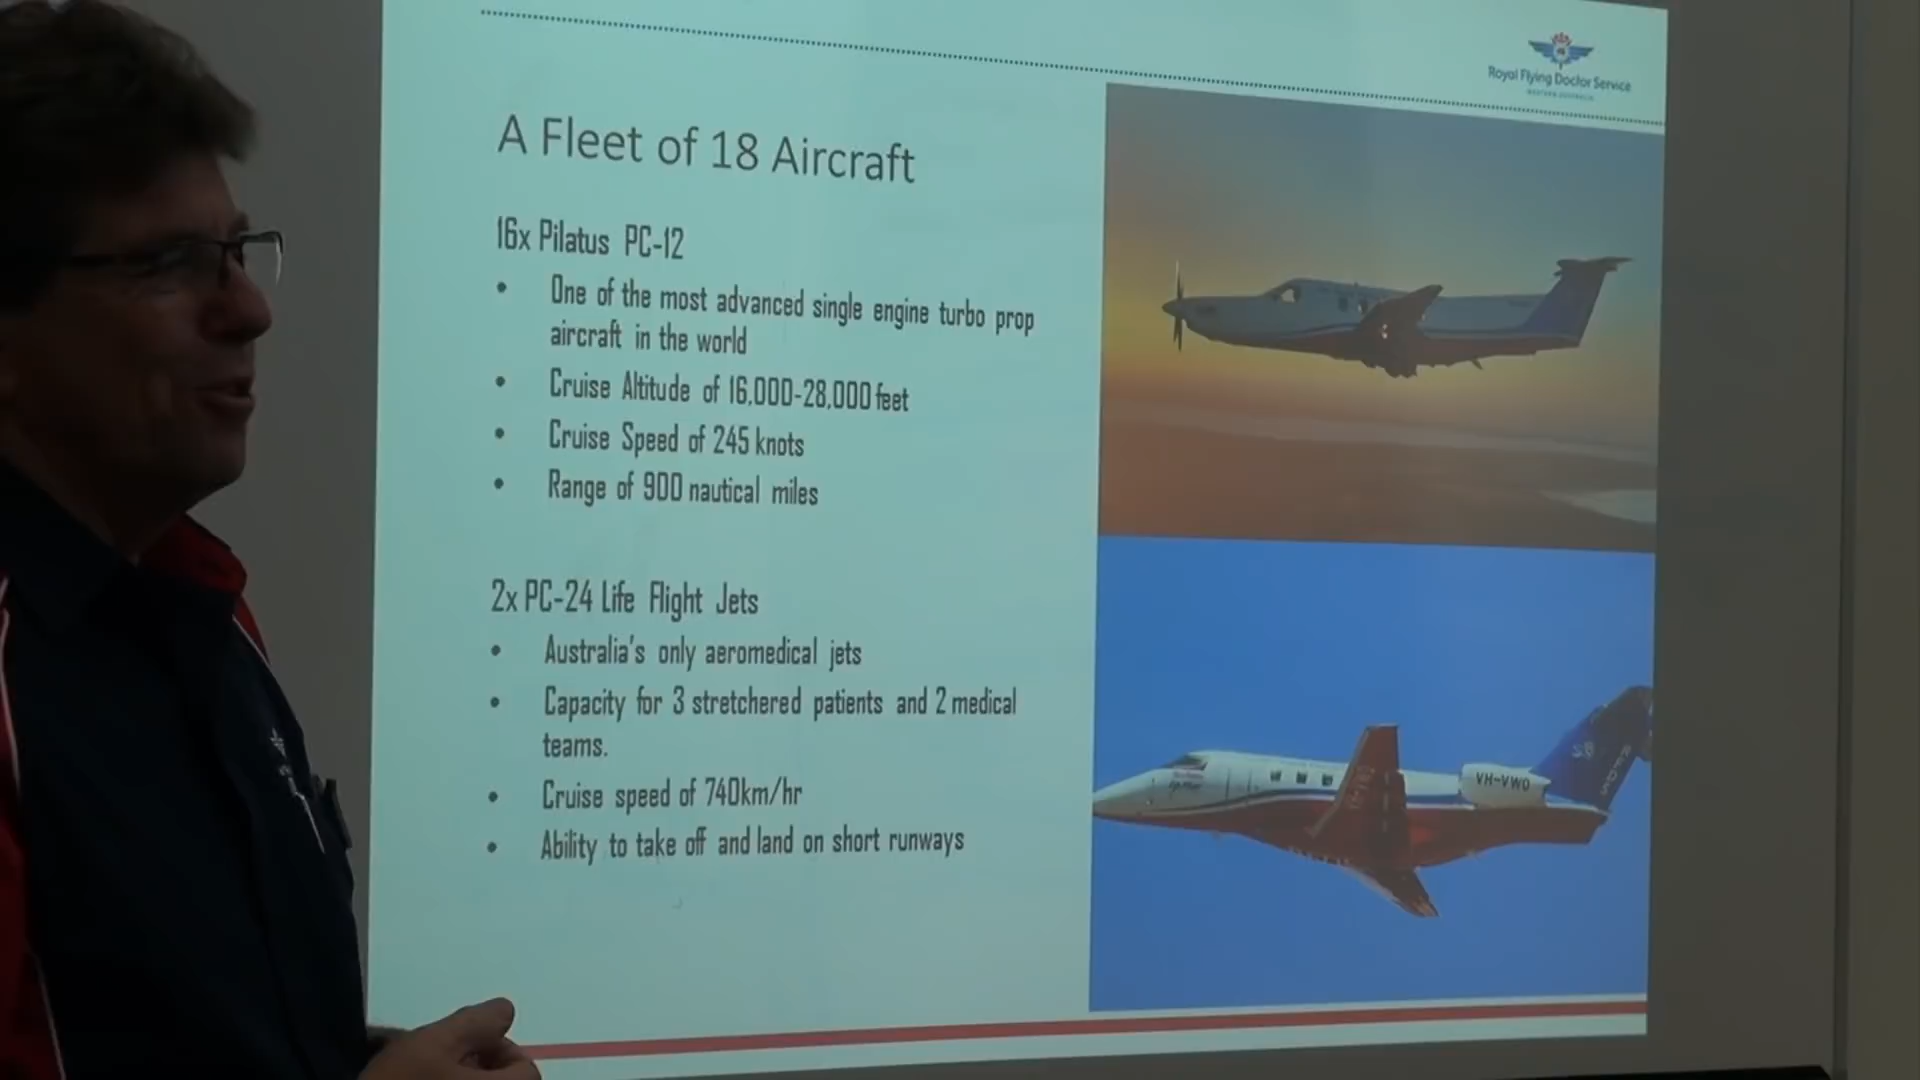 Royal Flying Doctor Service
WESTERN AUSTRALIA
A Fleet of 18 Aircraft
16x Pilatus PC-12
• One of the most advanced single engine turbo prop
aircraft in the world
• Cruise Altitude of 16,000-28,000 feet
• Cruise Speed of 245 knots
• Range of 900 nautical miles
2x PC-24 Life Flight Jets
• Australia's only aeromedical jets
• Capacity for 3 stretchered patients and 2 medical
teams.
• Cruise speed of 740km/hr
• Ability to take off and land on short runways
VH-VWO